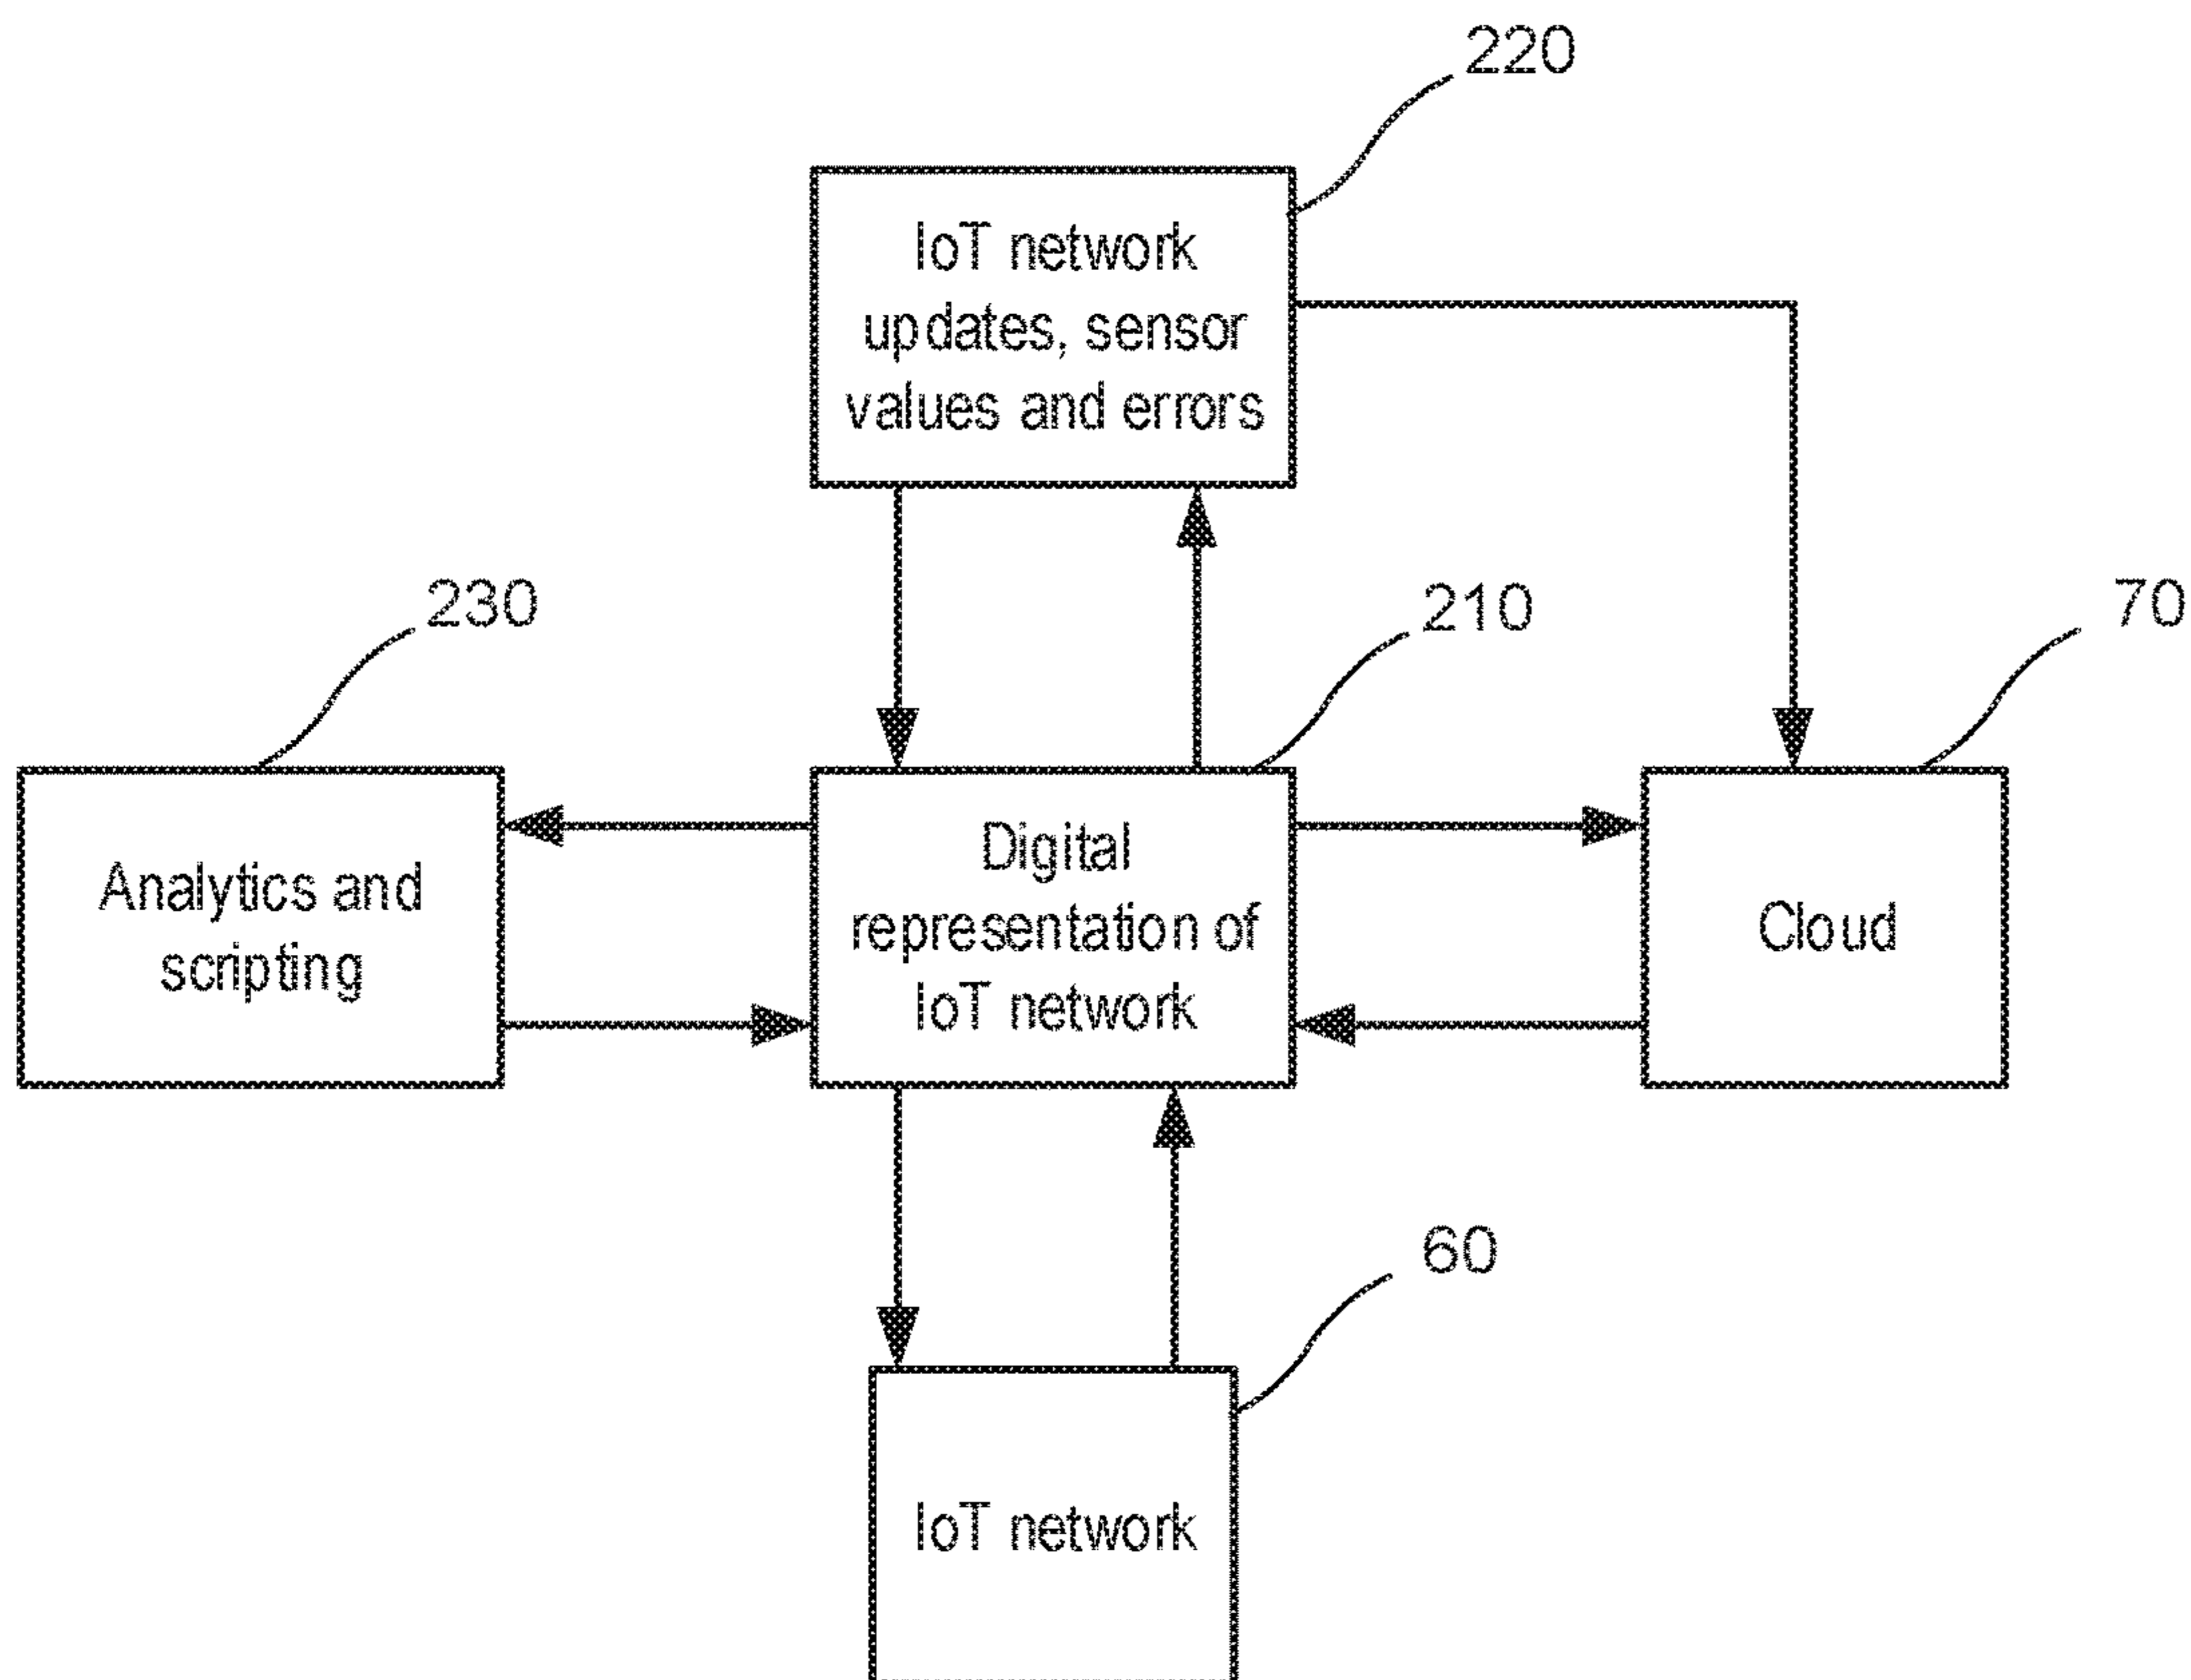 220
IoT network
updates, sensor
values and errors
230
210
70
Analytics and
scripting
Digital
representation of
IoT network
Cloud
60
IoT network